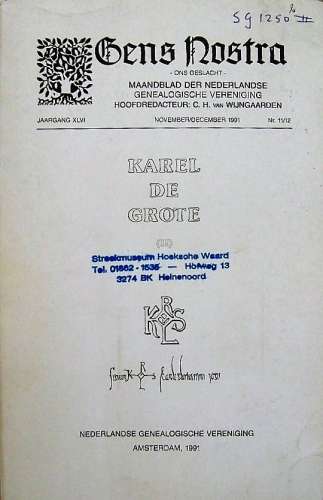 Sg 1250
Gens Nostra
- ONS GESLACHT -
MAANDBLAD DER NEDERLANDSE
GENEALOGISCHE VERENIGING
HOOFDREDACTEUR: C. H. VAN WIJNGAARDEN
JAARGANG XLVI NOVEMBER/DECEMBER 1991 Nr. 11/12
KAREL
DE
GROTE
Streekmuseum Hoeksche Waard
Tel. 01862-1535 — Hofweg 13
3274 BK Heinenoord
K R L S
NEDERLANDSE GENEALOGISCHE VERENIGING
AMSTERDAM, 1991